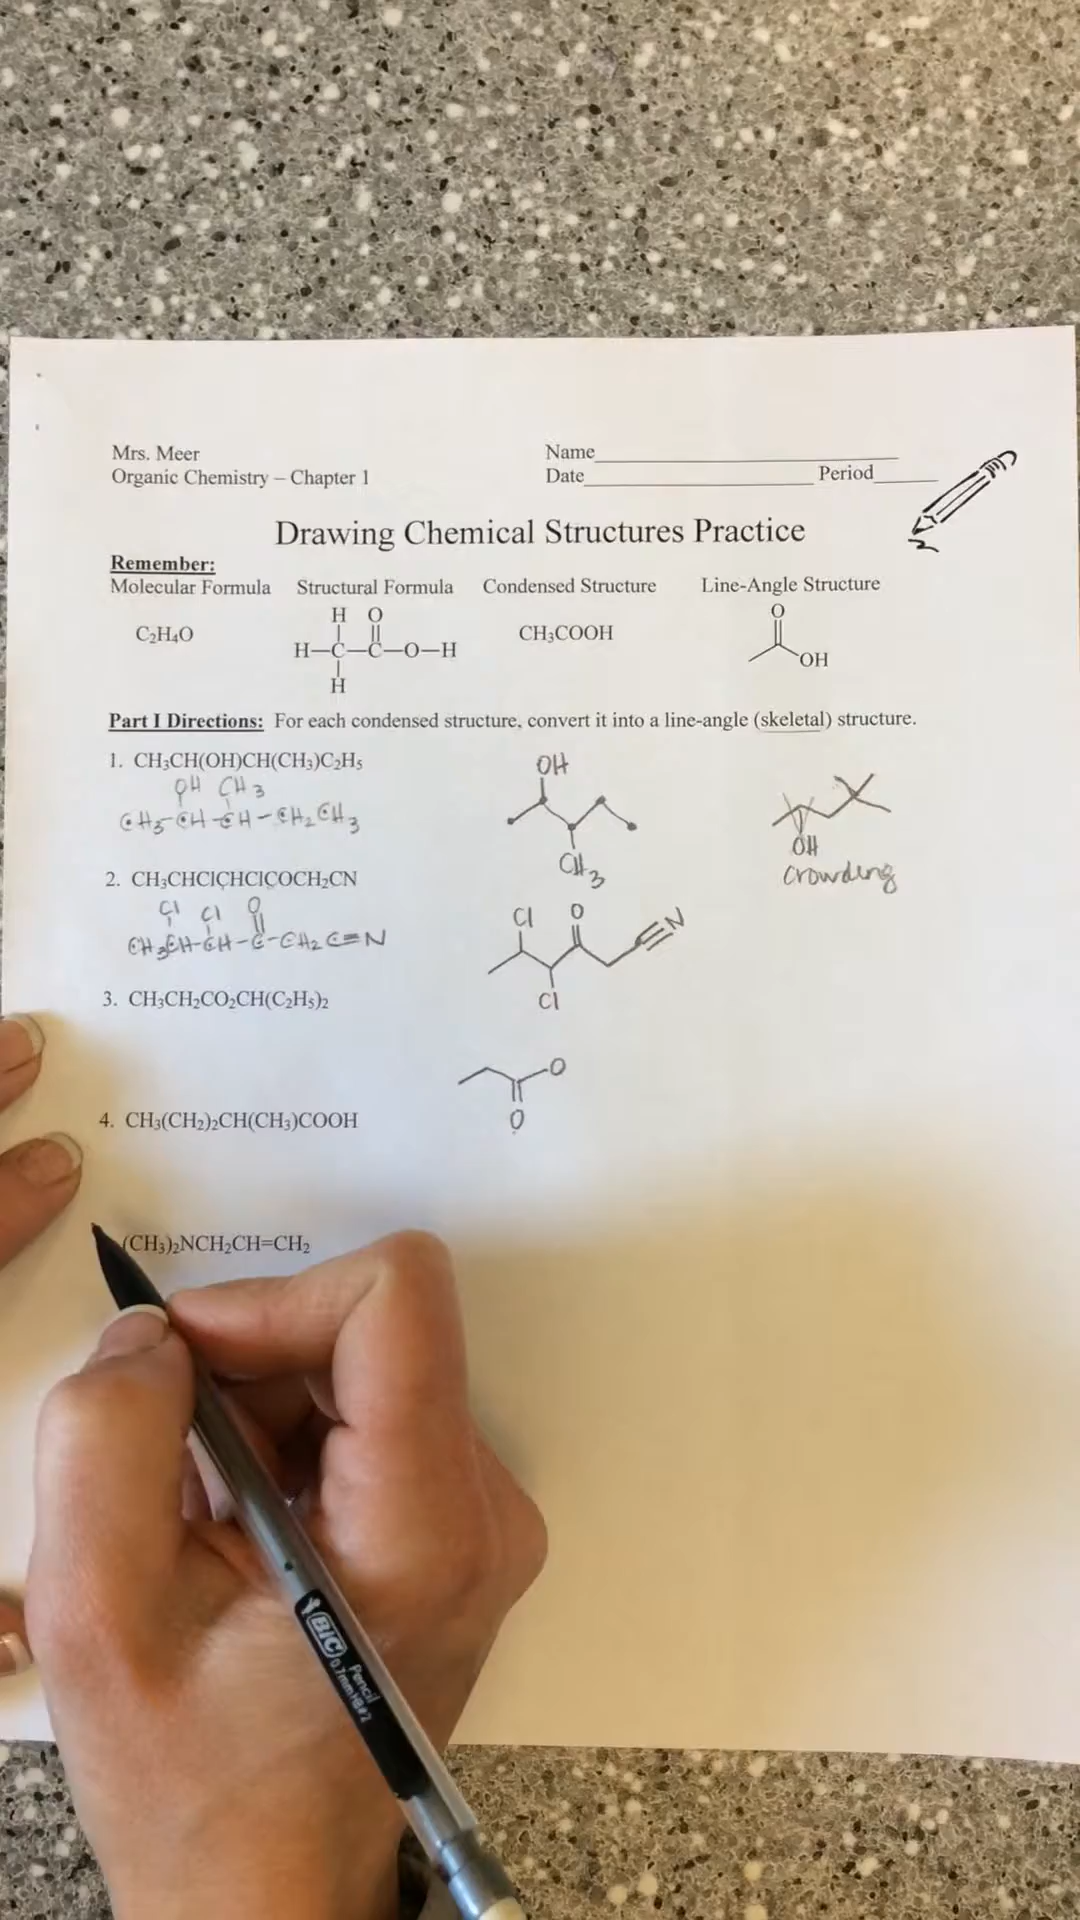 Mrs. Meer
Name
Organic Chemistry – Chapter 1
Date Period
Drawing Chemical Structures Practice
Remember:
Molecular Formula Structural Formula Condensed Structure Line-Angle Structure
H O O
C₂H₄O H–C–C–O–H CH₃COOH OH
H
Part I Directions: For each condensed structure, convert it into a line-angle (skeletal) structure.
1. CH₃CH(OH)CH(CH₃)C₂H₅ OH
OH CH₃
CH₃-CH-CH-CH₂CH₃
CH₃ OH
crowding
2. CH₃CHClCHClCOCH₂CN
Cl Cl O Cl O
CH₃CH-CH-C-CH₂C≡N N
Cl
3. CH₃CH₂CO₂CH(C₂H₅)₂
O
4. CH₃(CH₂)₂CH(CH₃)COOH O
(CH₃)₂NCH₂CH=CH₂
BIC Pencil
0.7mm HB#2